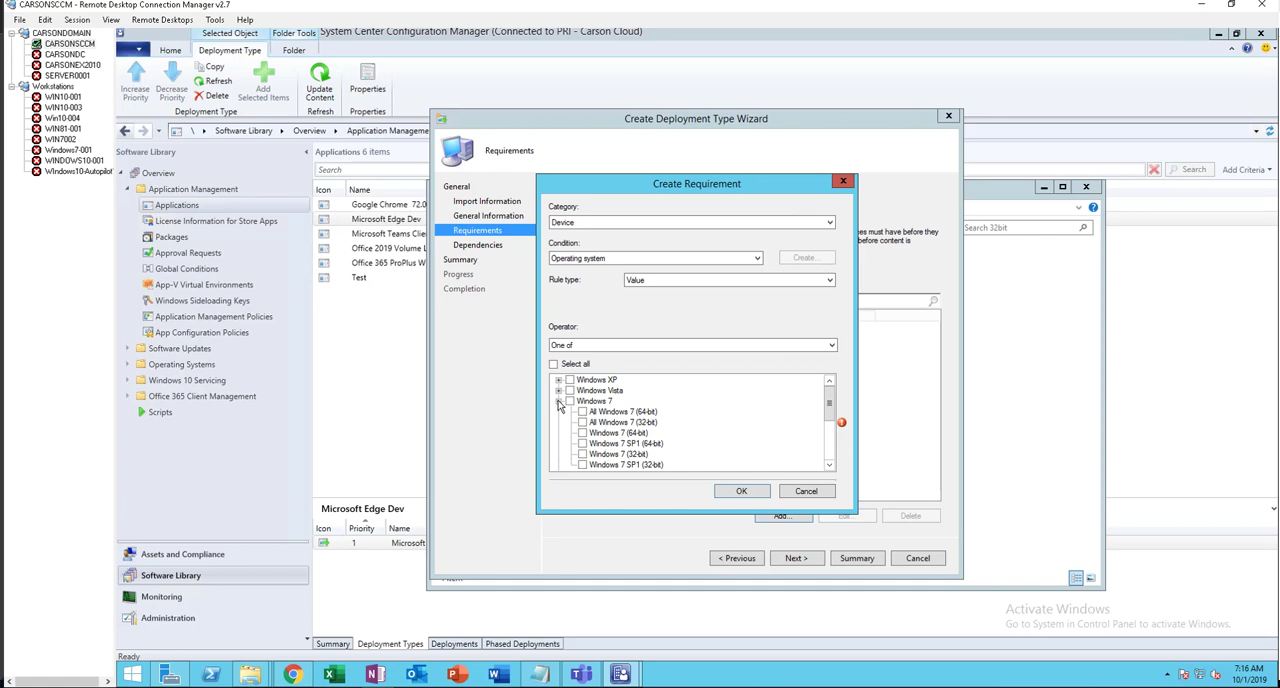 CARSONSCCM - Remote Desktop Connection Manager v2.7
File Edit Session View Remote Desktops Tools Help
CARSONDOMAIN
CARSONSCCM
CARSONDC
CARSONEX2010
SERVER0001
Workstations
WIN10-001
WIN10-003
Win10-004
WIN81-001
WIN7002
Windows7-001
WINDOWS10-001
Windows10-Autopilot
Selected Object Folder Tools System Center Configuration Manager (Connected to PRI - Carson Cloud)
Home Deployment Type Folder
Increase Priority
Decrease Priority
Copy
Refresh
Delete
Add Selected Items
Update Content
Properties
Deployment Type Refresh Properties
\ Software Library Overview Application Manageme
Software Library
Overview
Application Management
Applications
License Information for Store Apps
Packages
Approval Requests
Global Conditions
App-V Virtual Environments
Windows Sideloading Keys
Application Management Policies
App Configuration Policies
Software Updates
Operating Systems
Windows 10 Servicing
Office 365 Client Management
Scripts
Assets and Compliance
Software Library
Monitoring
Administration
Ready
Applications 6 items
Search
Search Add Criteria
Icon Name
Google Chrome 72.0
Microsoft Edge Dev
Microsoft Teams Clien
Office 2019 Volume L
Office 365 ProPlus W
Test
Microsoft Edge Dev
Icon Priority Name
1 Microsoft
Summary Deployment Types Deployments Phased Deployments
Search 32bit
Create Deployment Type Wizard
Requirements
General
Import Information
General Information
Requirements
Dependencies
Summary
Progress
Completion
ces must have before they
before content is
Add... Edit... Delete
< Previous Next > Summary Cancel
Create Requirement
Category:
Device
Condition:
Operating system Create...
Rule type: Value
Operator:
One of
Select all
Windows XP
Windows Vista
Windows 7
All Windows 7 (64-bit)
All Windows 7 (32-bit)
Windows 7 (64-bit)
Windows 7 SP1 (64-bit)
Windows 7 (32-bit)
Windows 7 SP1 (32-bit)
OK Cancel
Activate Windows
Go to System in Control Panel to activate Windows.
7:16 AM
10/1/2019